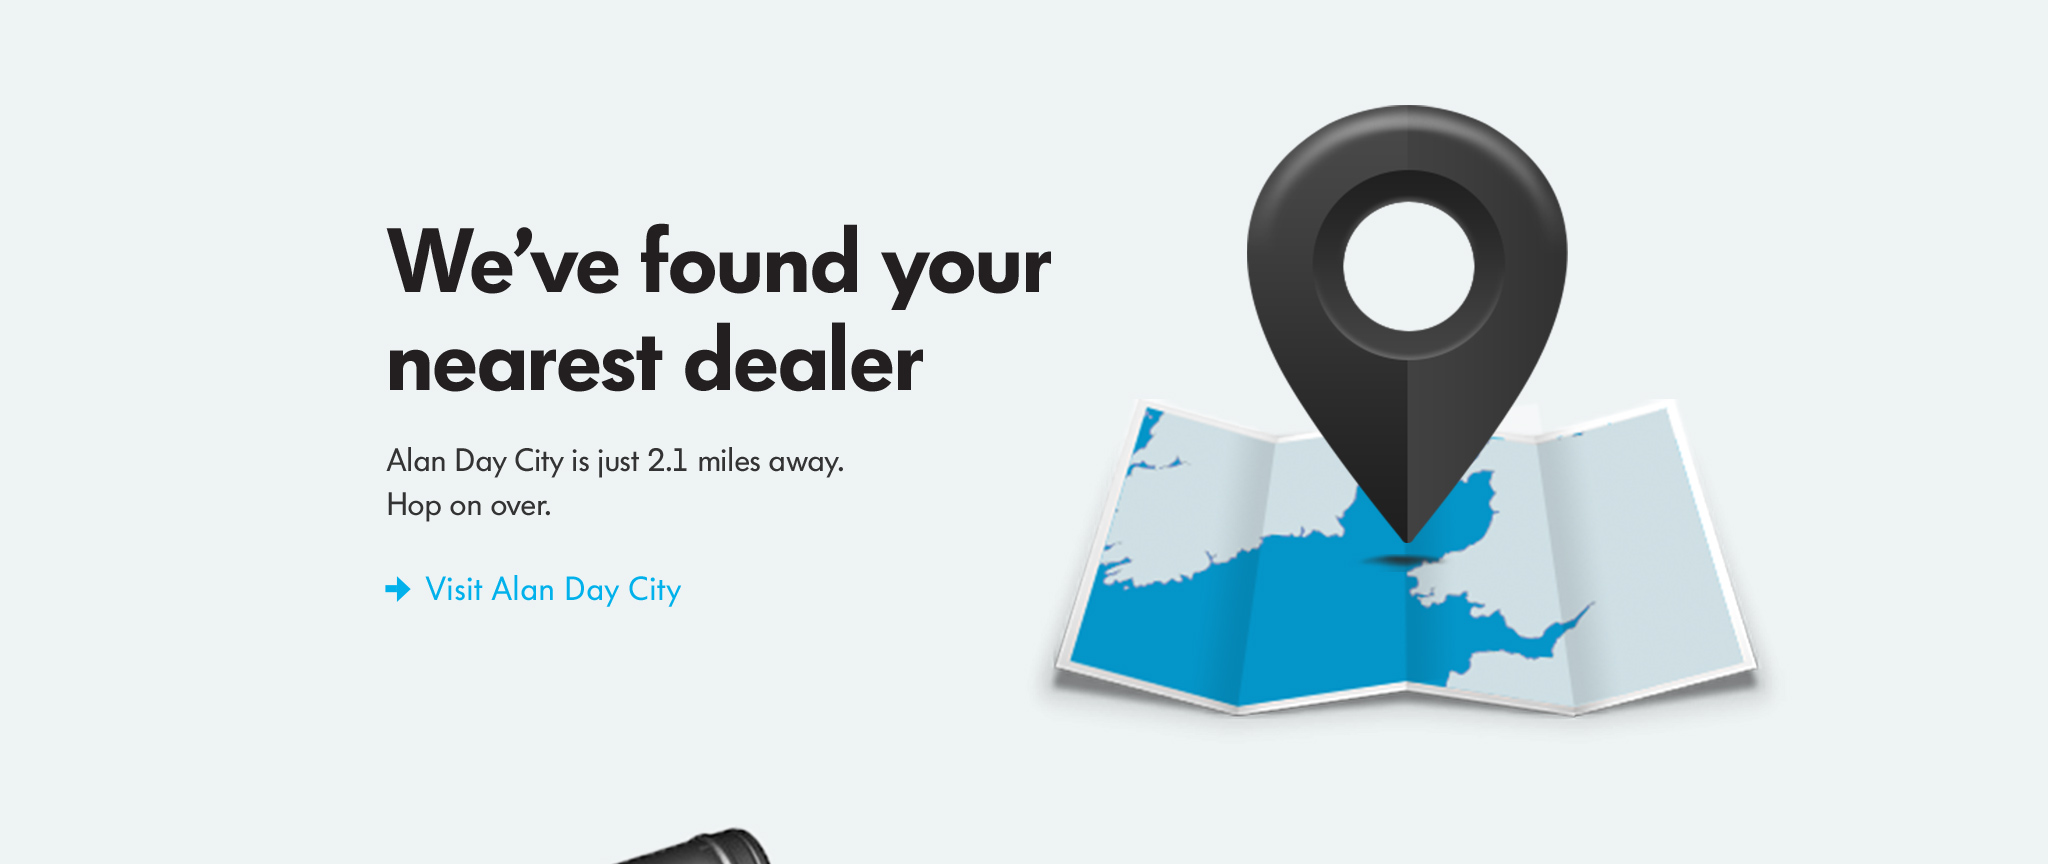 We’ve found your
nearest dealer
Alan Day City is just 2.1 miles away.
Hop on over.
Visit Alan Day City